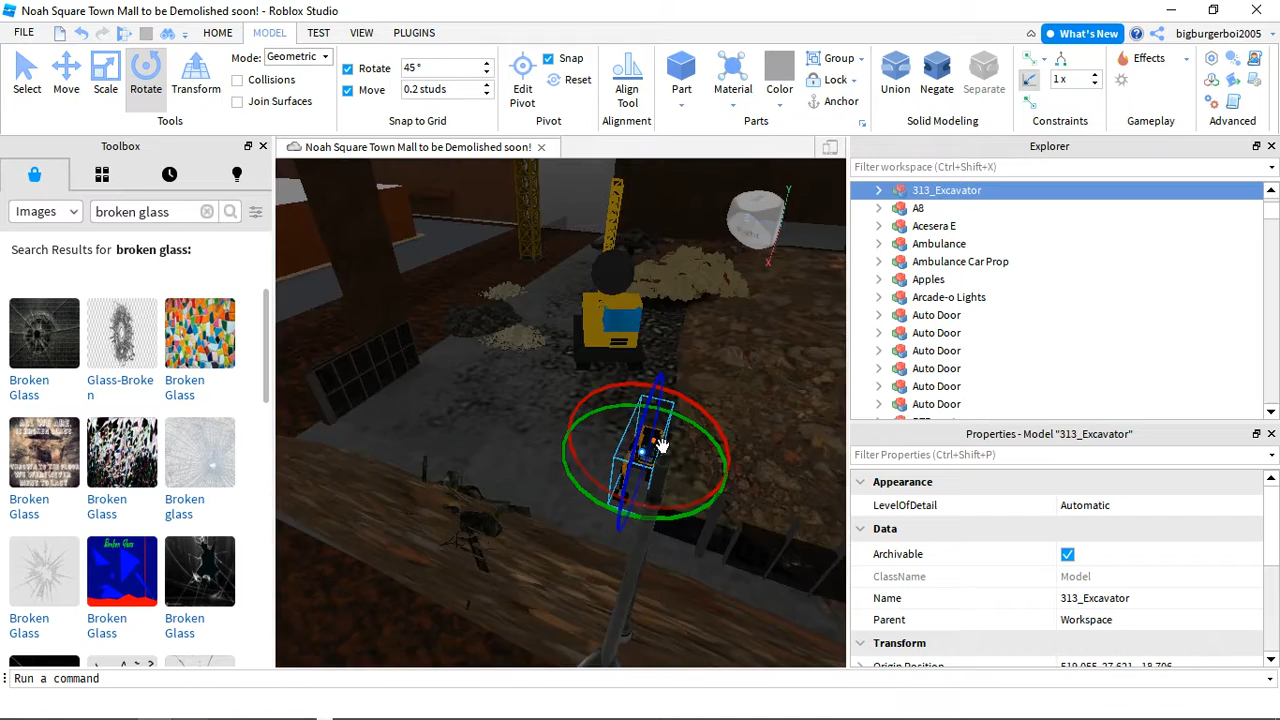 Noah Square Town Mall to be Demolished soon! - Roblox Studio
FILE HOME MODEL TEST VIEW PLUGINS What's New bigburgerboi2005
Select Move Scale Rotate Transform
Mode: Geometric
Collisions
Join Surfaces
Tools
Rotate 45°
Move 0.2 studs
Snap to Grid
Edit Pivot
Snap
Reset
Pivot
Align Tool
Alignment
Part Material Color
Group
Lock
Anchor
Parts
Union Negate Separate
Solid Modeling
1 x
Constraints
Effects
Gameplay
Advanced
Toolbox
Images broken glass
Search Results for broken glass:
Broken Glass
Glass-Broken
Broken Glass
Broken Glass
Broken Glass
Broken glass
Broken Glass
Broken Glass
Broken Glass
Noah Square Town Mall to be Demolished soon!
Right
Y
X
Explorer
Filter workspace (Ctrl+Shift+X)
313_Excavator
A8
Acesera E
Ambulance
Ambulance Car Prop
Apples
Arcade-o Lights
Auto Door
Auto Door
Auto Door
Auto Door
Auto Door
Auto Door
Properties - Model "313_Excavator"
Filter Properties (Ctrl+Shift+P)
Appearance
LevelOfDetail Automatic
Data
Archivable
ClassName Model
Name 313_Excavator
Parent Workspace
Transform
Run a command